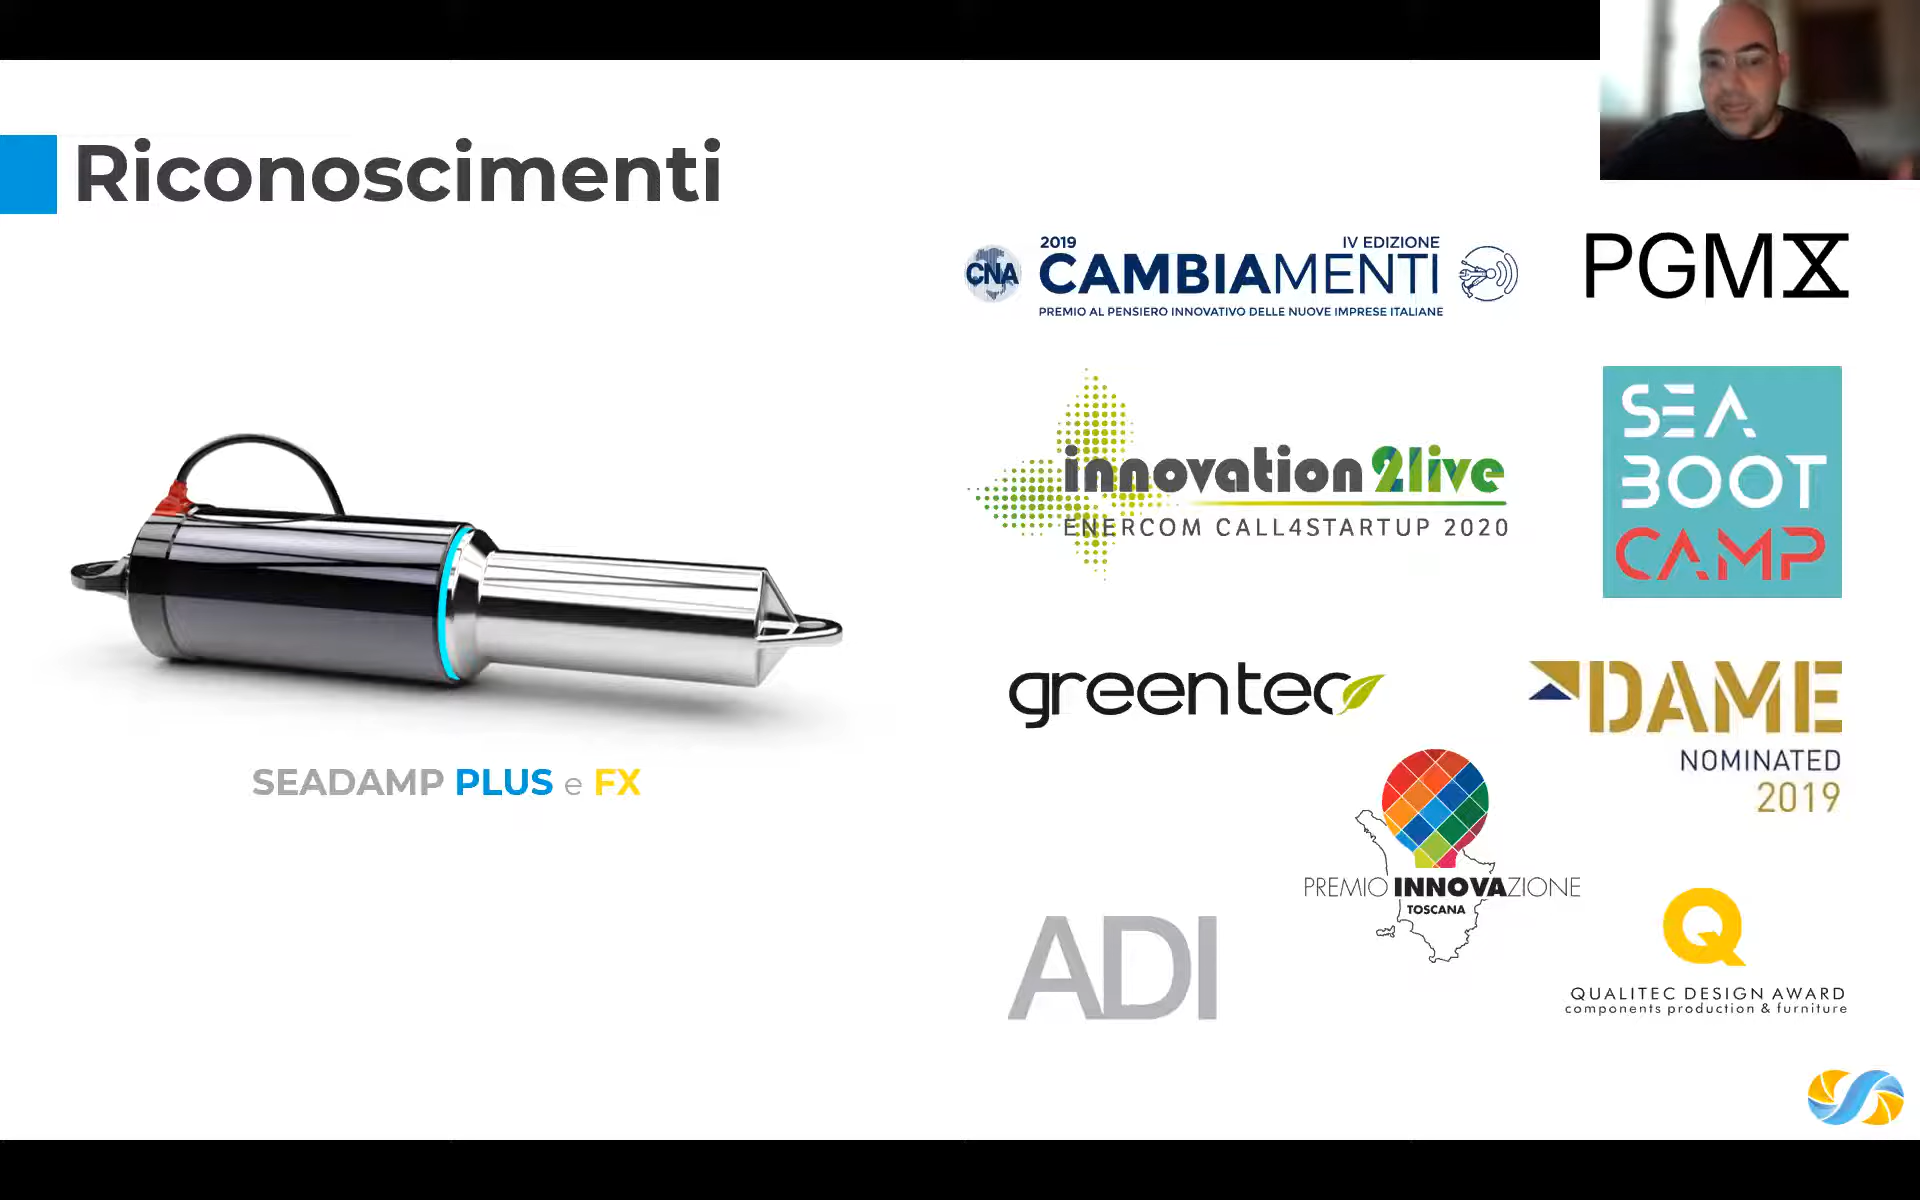 Riconoscimenti
2019
IV EDIZIONE
CNA
CAMBIAMENTI
PREMIO AL PENSIERO INNOVATIVO DELLE NUOVE IMPRESE ITALIANE
PGMX
innovation2live
ENERCOM CALL4STARTUP 2020
SEA
BOOT
CAMP
greentec
DAME
NOMINATED
2019
SEADAMP PLUS e FX
PREMIO INNOVAZIONE
TOSCANA
ADI
Q
QUALITEC DESIGN AWARD
components production & furniture